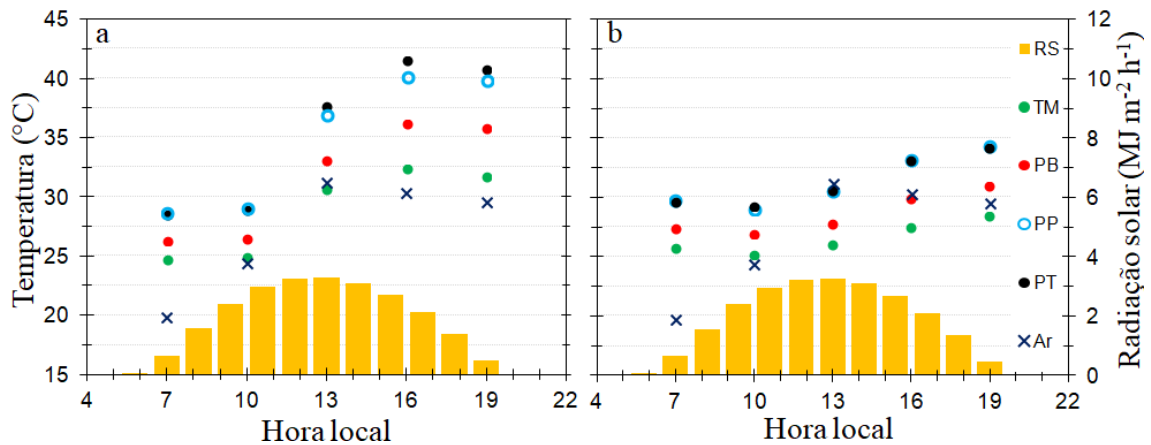 a
Temperatura (°C)
45
40
35
30
25
20
15
4
7
10
13
16
19
22
Hora local
b
4
7
10
13
16
19
22
Hora local
12
10
8
6
4
2
0
Radiação solar (MJ m⁻² h⁻¹)
RS
TM
PB
PP
PT
Ar